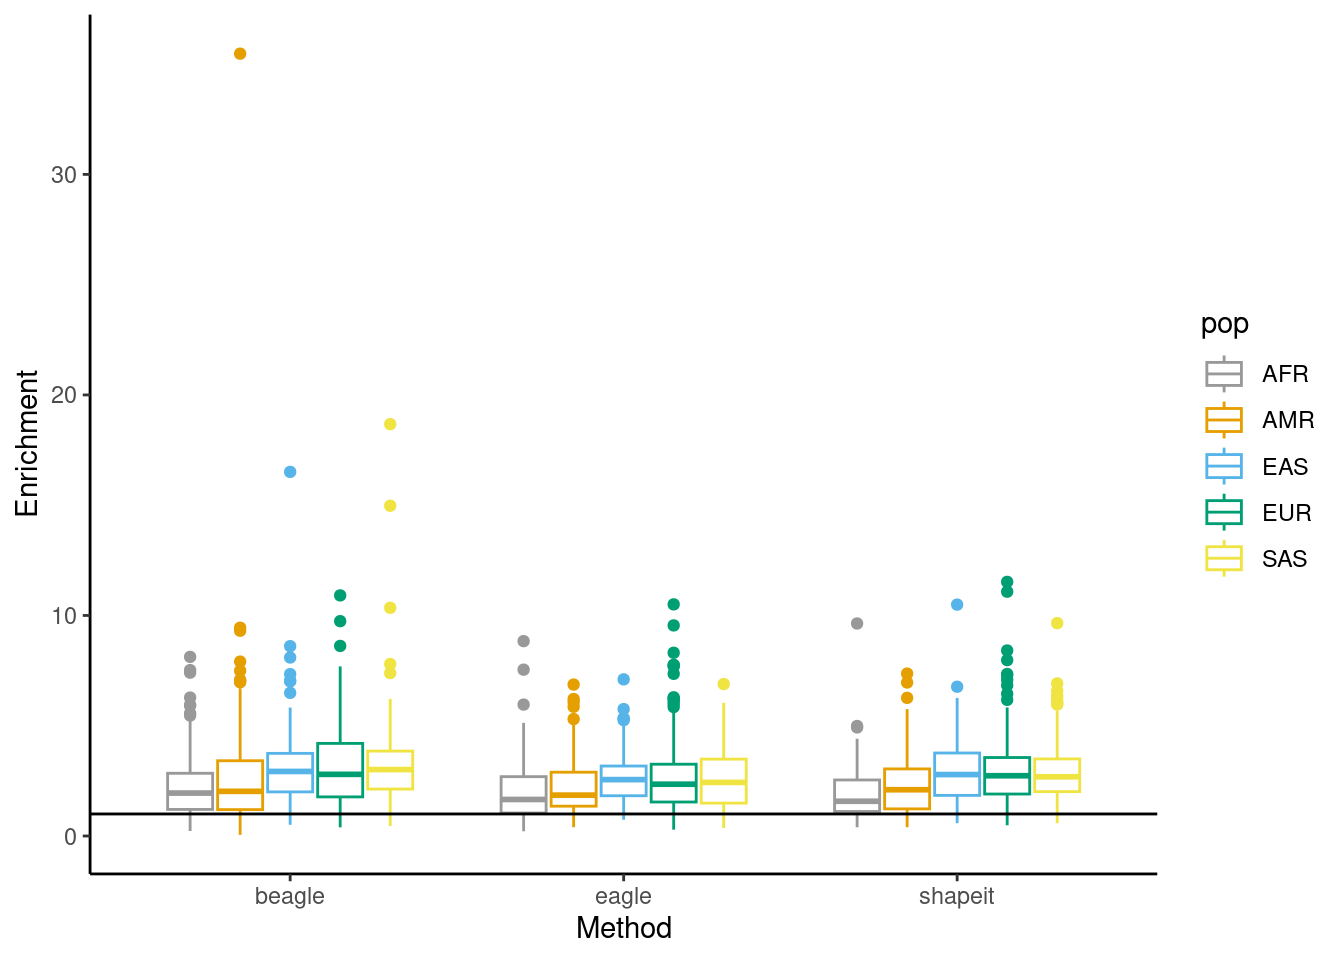 Enrichment
30
20
10
0
beagle
eagle
shapeit
Method
pop
AFR
AMR
EAS
EUR
SAS